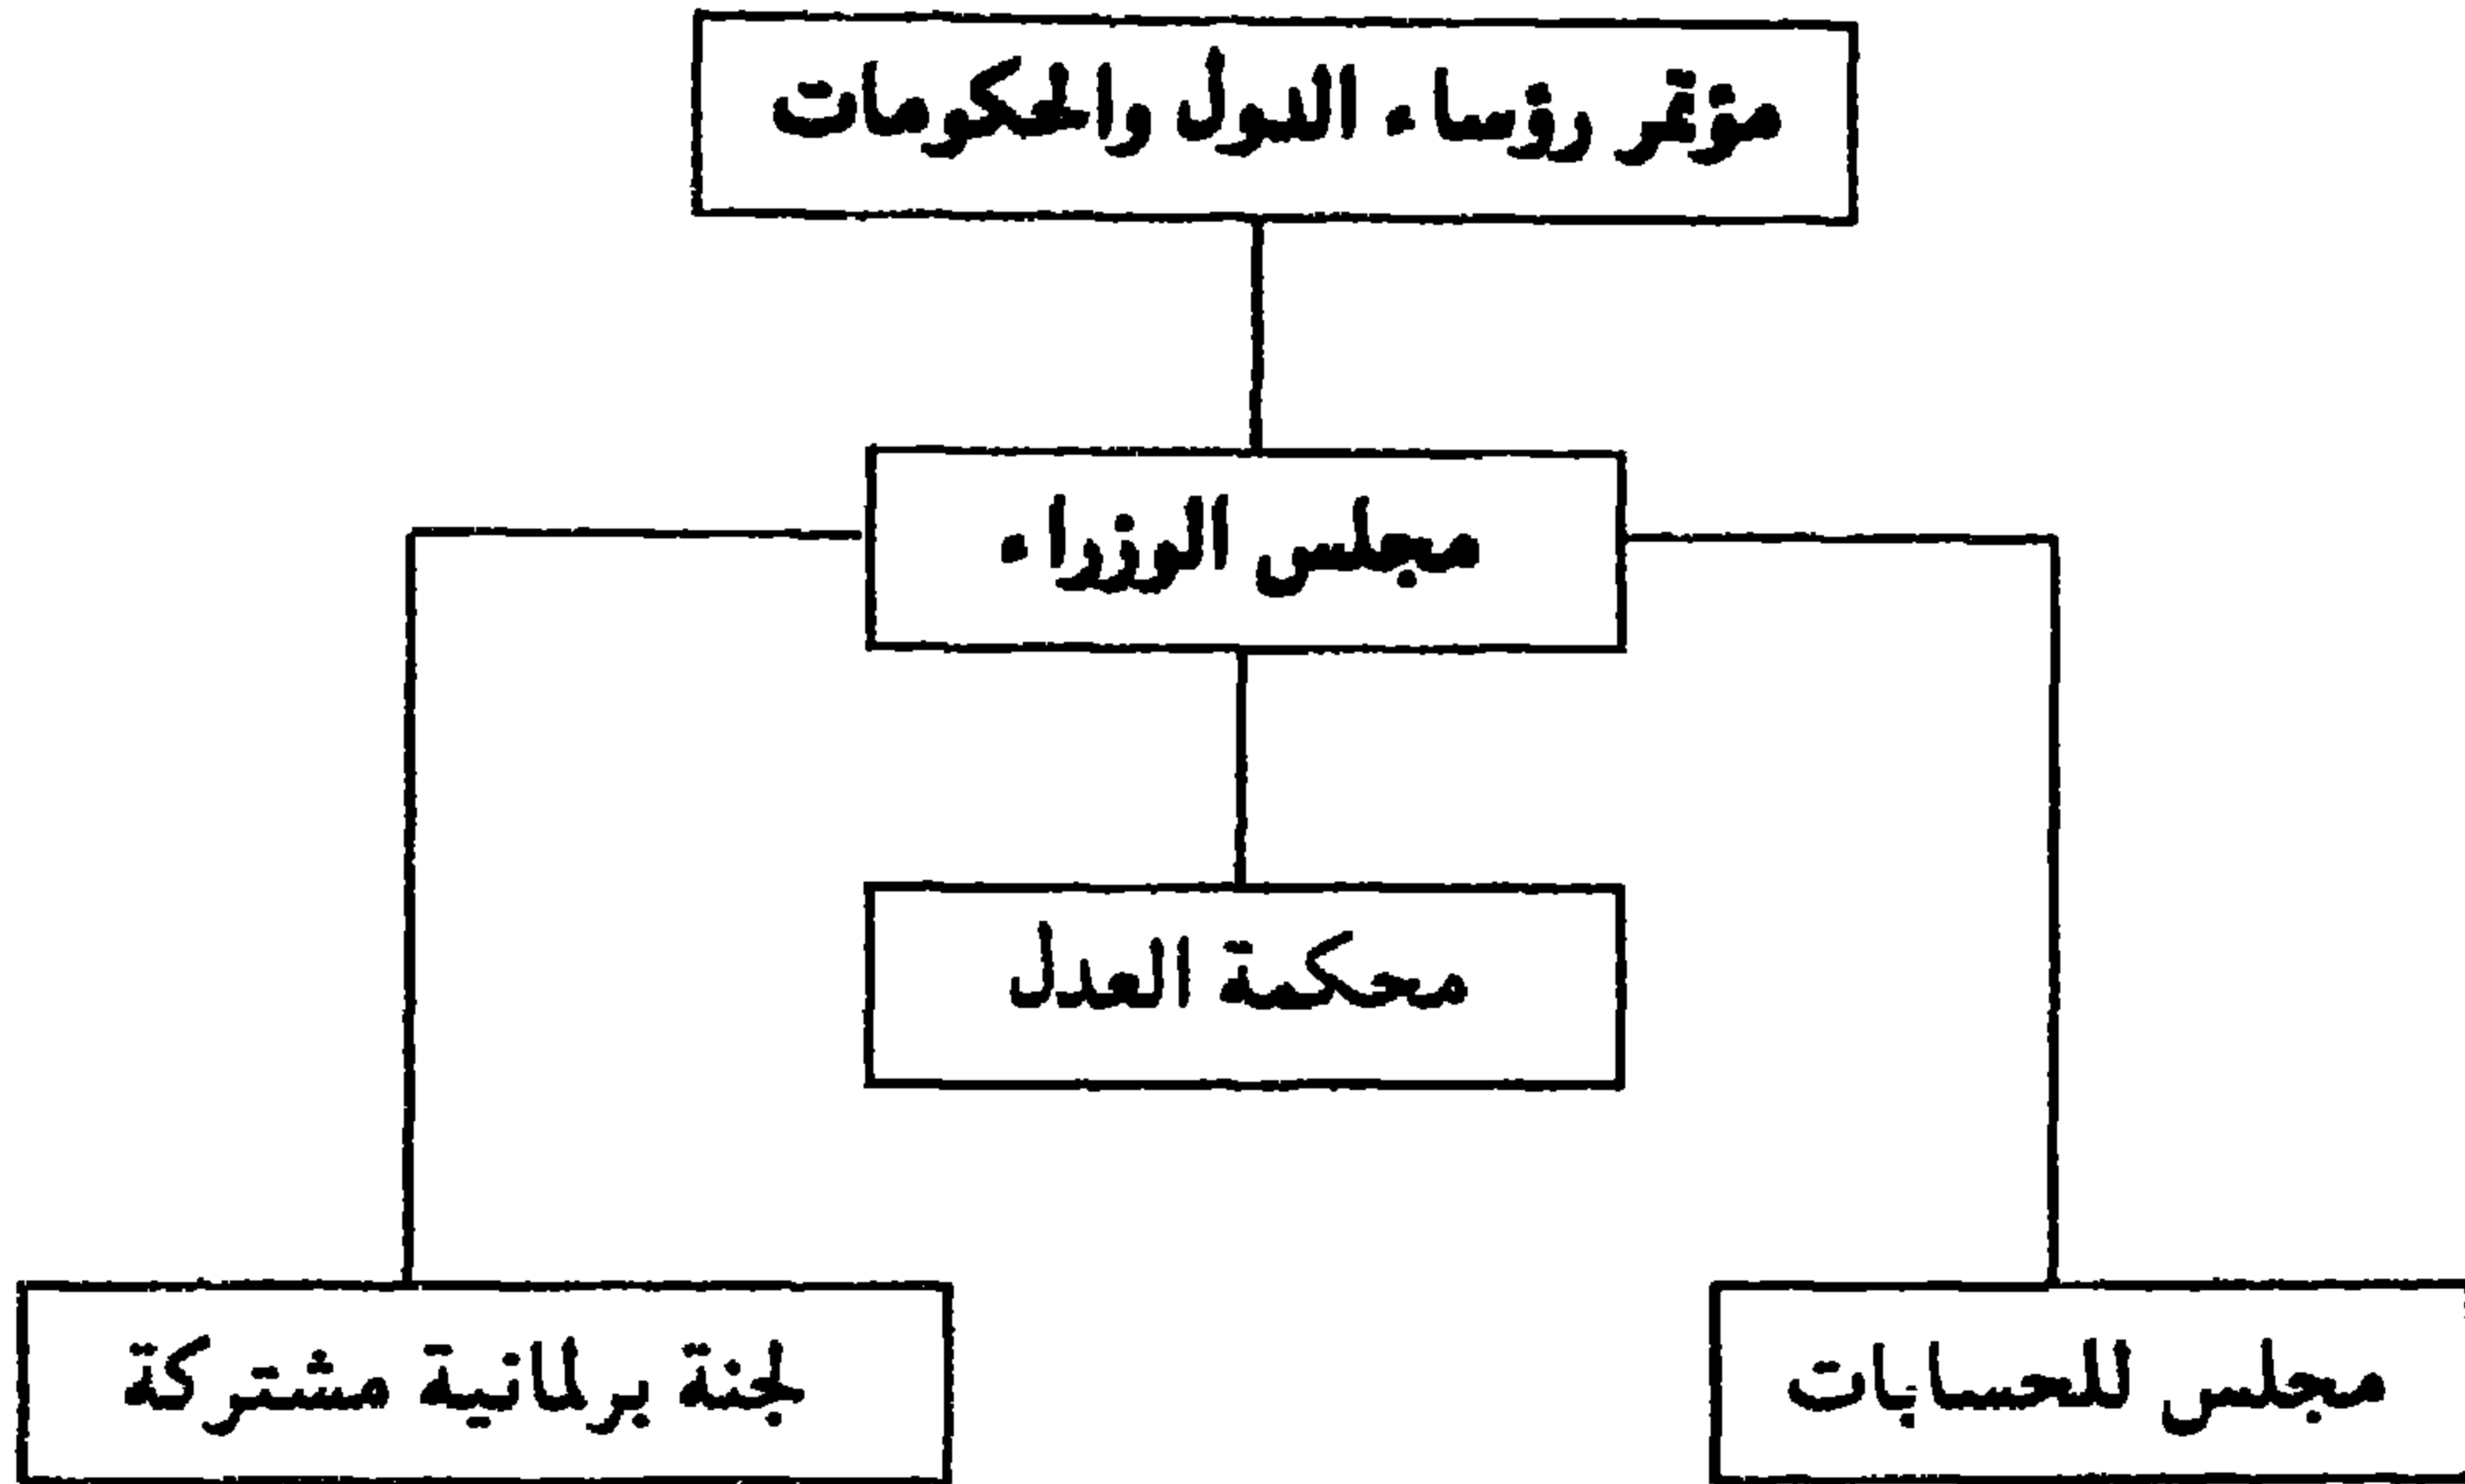 مؤتمر رؤساء الدول والحكومات
مجلس الوزراء
محكمة العدل
مجلس للحسابات
لجنة برلمانية مشتركة